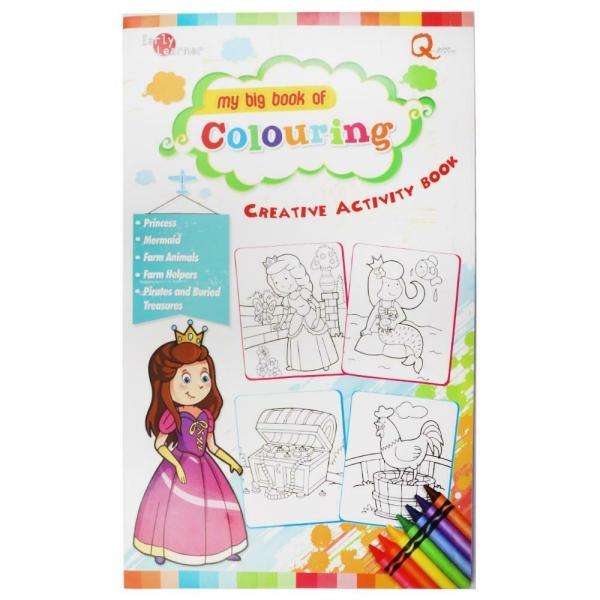 Early
Learner
Q
my big book of
Colouring
CREATIVE ACTIVITY BOOK
Princess
Mermaid
Farm Animals
Farm Helpers
Pirates and Buried
Treasures